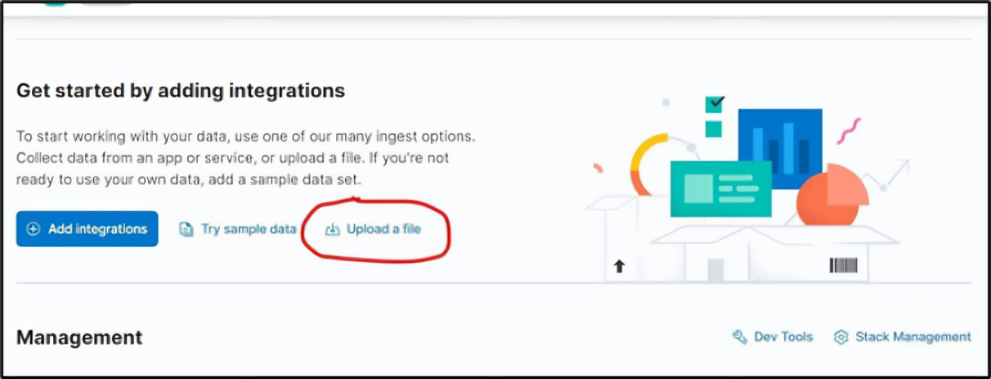 Get started by adding integrations
To start working with your data, use one of our many ingest options.
Collect data from an app or service, or upload a file. If you're not
ready to use your own data, add a sample data set.
Add integrations Try sample data Upload a file
Management Dev Tools Stack Management